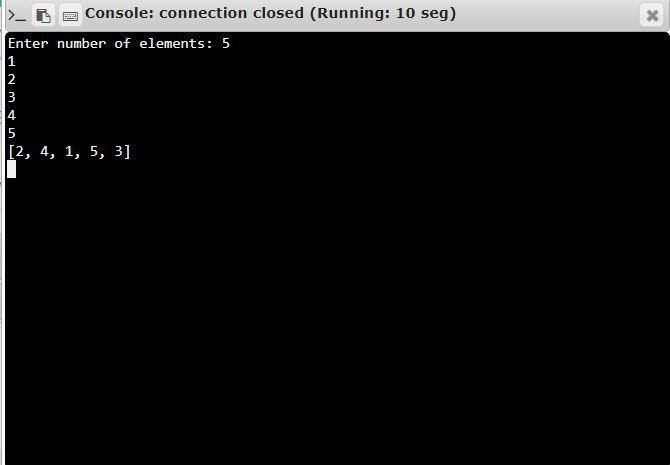 Console: connection closed (Running: 10 seg)
Enter number of elements: 5
1
2
3
4
5
[2, 4, 1, 5, 3]